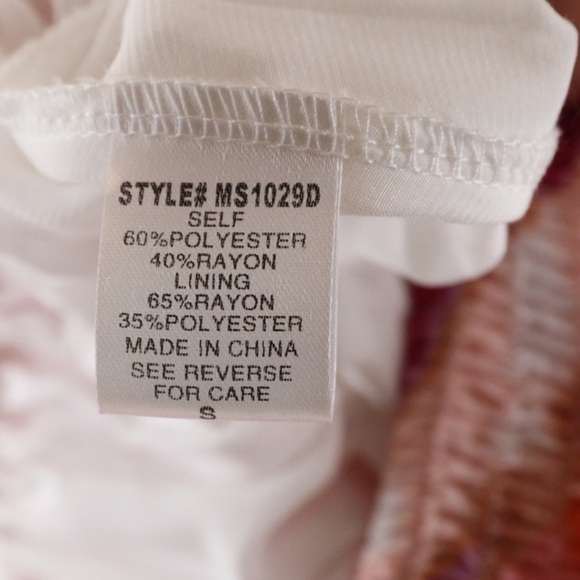 STYLE# MS1029D
SELF
60%POLYESTER
40%RAYON
LINING
65%RAYON
35%POLYESTER
MADE IN CHINA
SEE REVERSE
FOR CARE
S